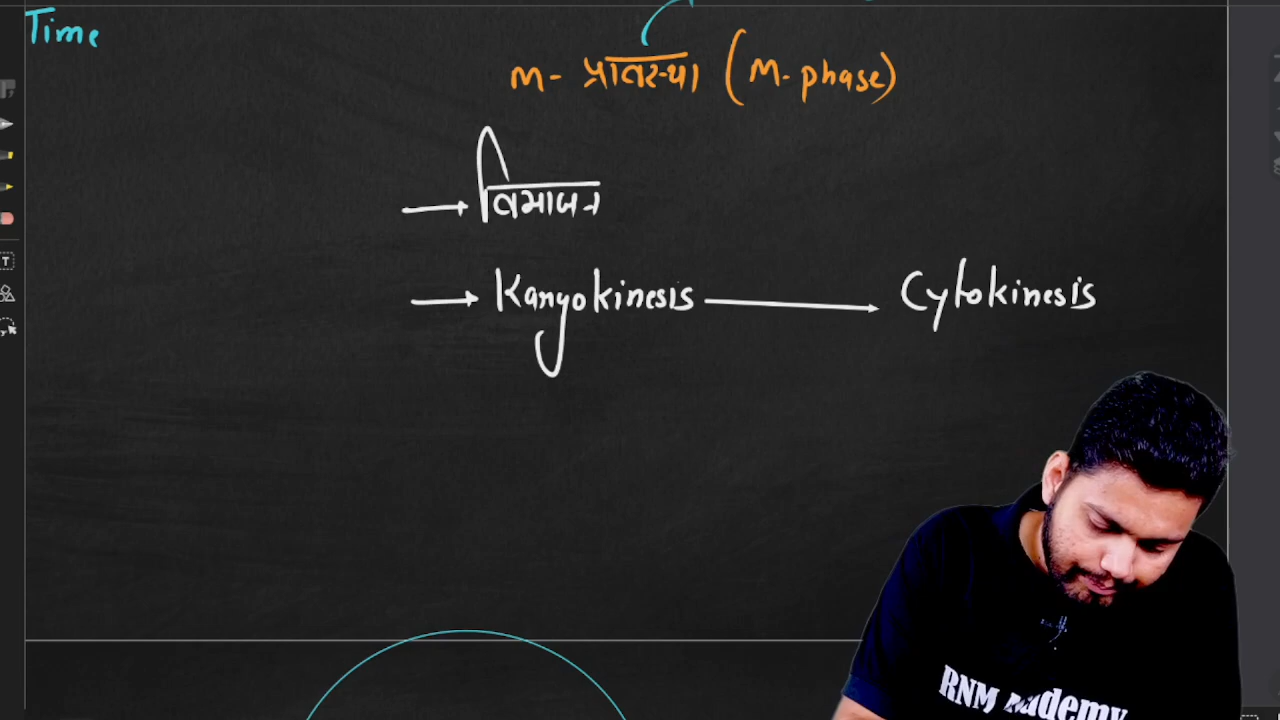 Time
M- प्रावस्था (M-phase)
→ विभाजन
→ Karyokinesis → Cytokinesis
T
RNM Academy